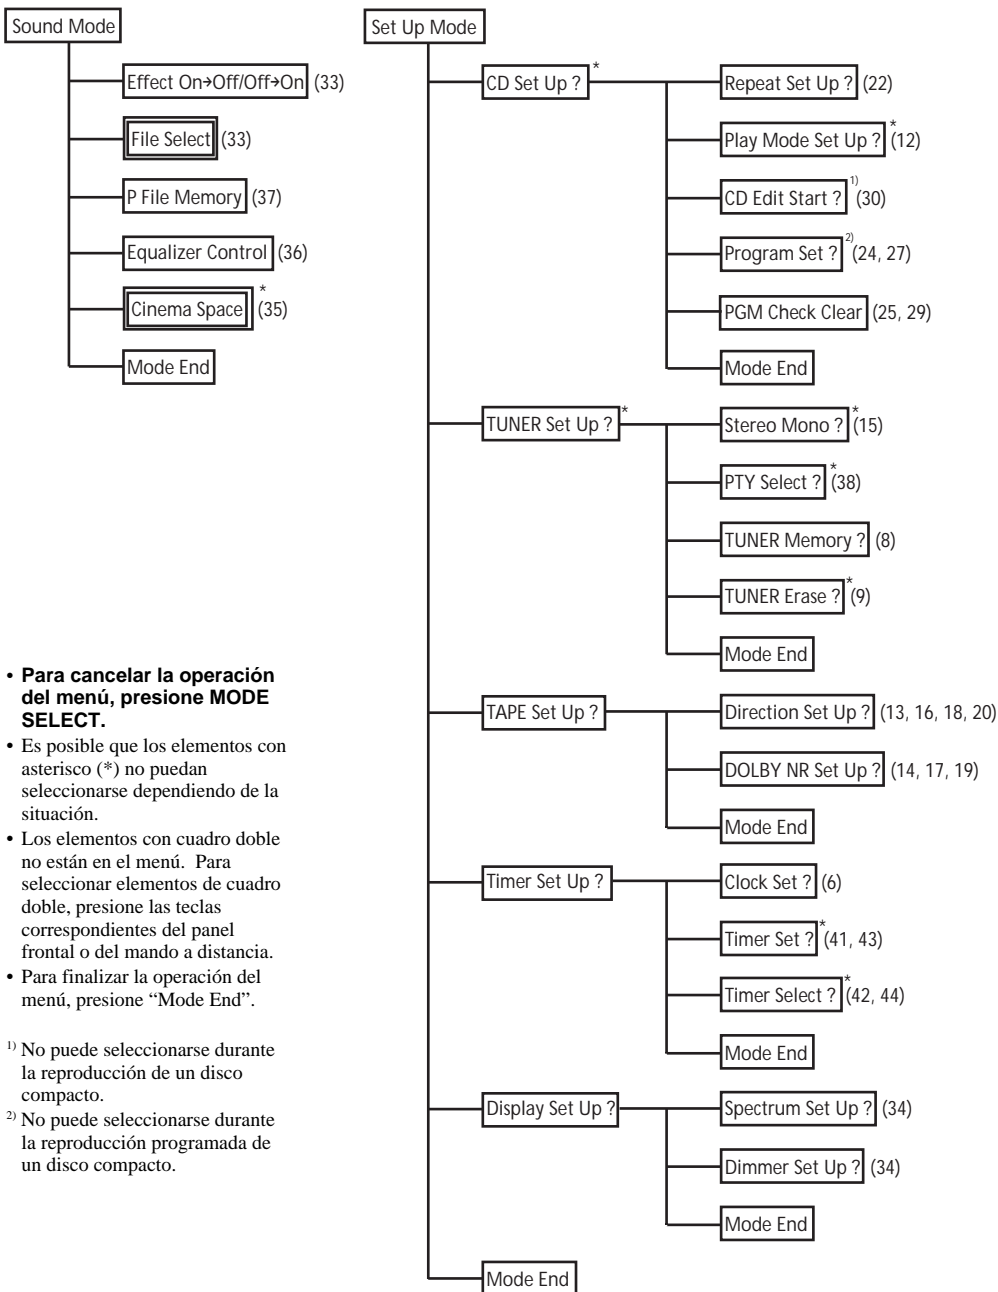 Sound Mode
Effect On→Off/Off→On (33)
File Select (33)
P File Memory (37)
Equalizer Control (36)
Cinema Space * (35)
Mode End
Set Up Mode
CD Set Up ? *
Repeat Set Up ? (22)
Play Mode Set Up ? * (12)
CD Edit Start ? 1) (30)
Program Set ? 2) (24, 27)
PGM Check Clear (25, 29)
Mode End
TUNER Set Up ? *
Stereo Mono ? * (15)
PTY Select ? * (38)
TUNER Memory ? (8)
TUNER Erase ? * (9)
Mode End
TAPE Set Up ?
Direction Set Up ? (13, 16, 18, 20)
DOLBY NR Set Up ? (14, 17, 19)
Mode End
Timer Set Up ?
Clock Set ? (6)
Timer Set ? * (41, 43)
Timer Select ? * (42, 44)
Mode End
Display Set Up ?
Spectrum Set Up ? (34)
Dimmer Set Up ? (34)
Mode End
Mode End
• Para cancelar la operación
del menú, presione MODE
SELECT.
• Es posible que los elementos con
asterisco (*) no puedan
seleccionarse dependiendo de la
situación.
• Los elementos con cuadro doble
no están en el menú. Para
seleccionar elementos de cuadro
doble, presione las teclas
correspondientes del panel
frontal o del mando a distancia.
• Para finalizar la operación del
menú, presione “Mode End”.
1) No puede seleccionarse durante
la reproducción de un disco
compacto.
2) No puede seleccionarse durante
la reproducción programada de
un disco compacto.